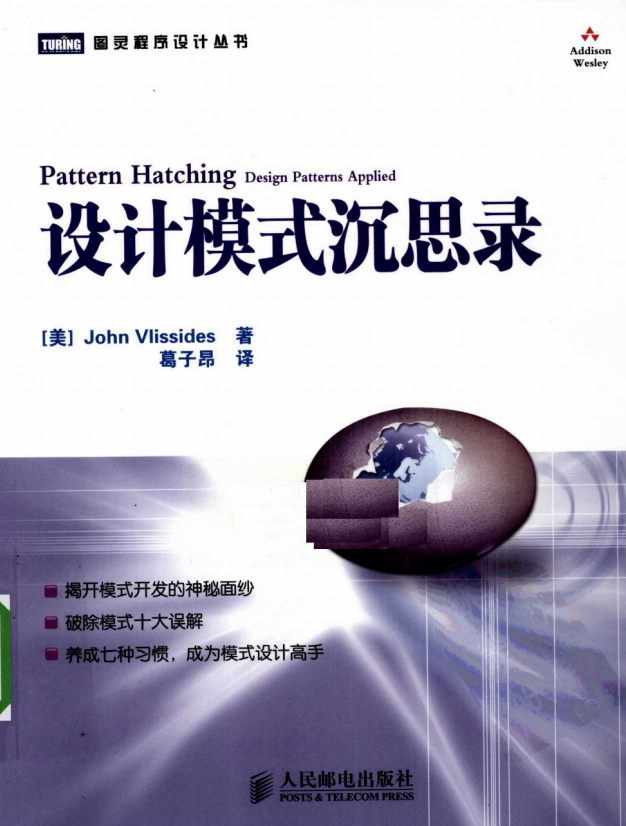 TURING 图灵程序设计丛书
Addison
Wesley
Pattern Hatching Design Patterns Applied
设计模式沉思录
[美] John Vlissides 著
葛子昂 译
揭开模式开发的神秘面纱
破除模式十大误解
养成七种习惯，成为模式设计高手
人民邮电出版社
POSTS & TELECOM PRESS